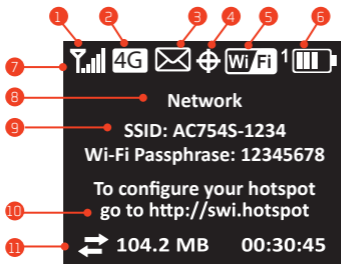 1 2 3 4 5 6
7 4G Wi Fi 1
8 Network
9 SSID: AC754S-1234
Wi-Fi Passphrase: 12345678
To configure your hotspot
10 go to http://swi.hotspot
11 104.2 MB 00:30:45